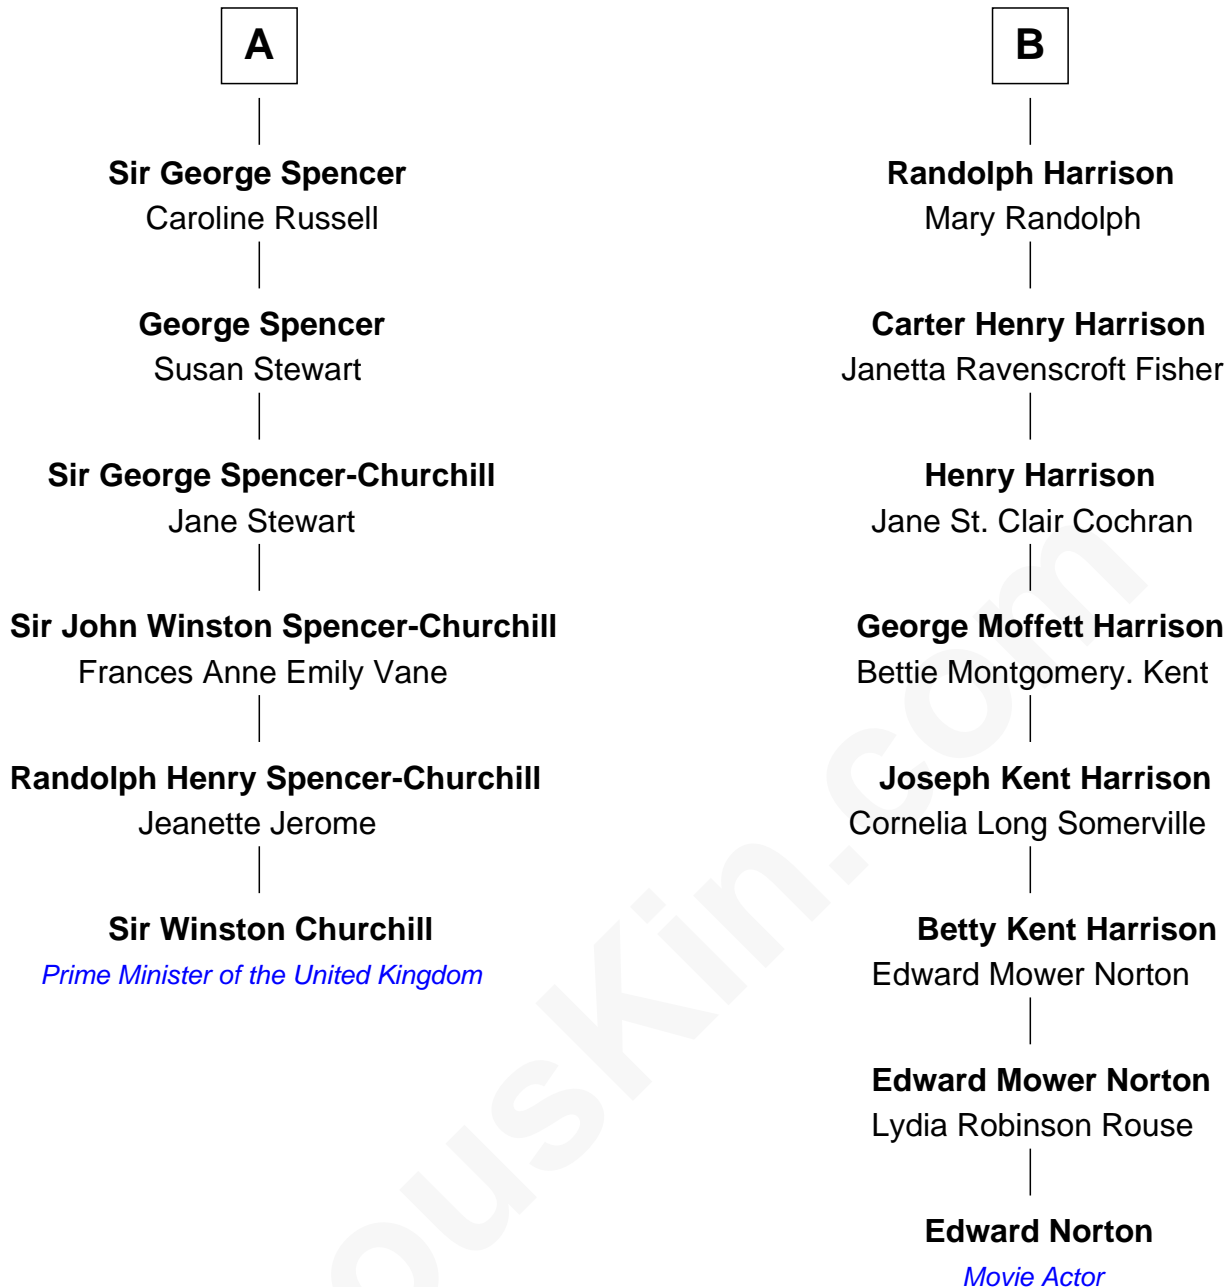 A
Sir George Spencer
Caroline Russell
George Spencer
Susan Stewart
Sir George Spencer-Churchill
Jane Stewart
Sir John Winston Spencer-Churchill
Frances Anne Emily Vane
Randolph Henry Spencer-Churchill
Jeanette Jerome
Sir Winston Churchill
Prime Minister of the United Kingdom
B
Randolph Harrison
Mary Randolph
Carter Henry Harrison
Janetta Ravenscroft Fisher
Henry Harrison
Jane St. Clair Cochran
George Moffett Harrison
Bettie Montgomery. Kent
Joseph Kent Harrison
Cornelia Long Somerville
Betty Kent Harrison
Edward Mower Norton
Edward Mower Norton
Lydia Robinson Rouse
Edward Norton
Movie Actor
ousKin.com